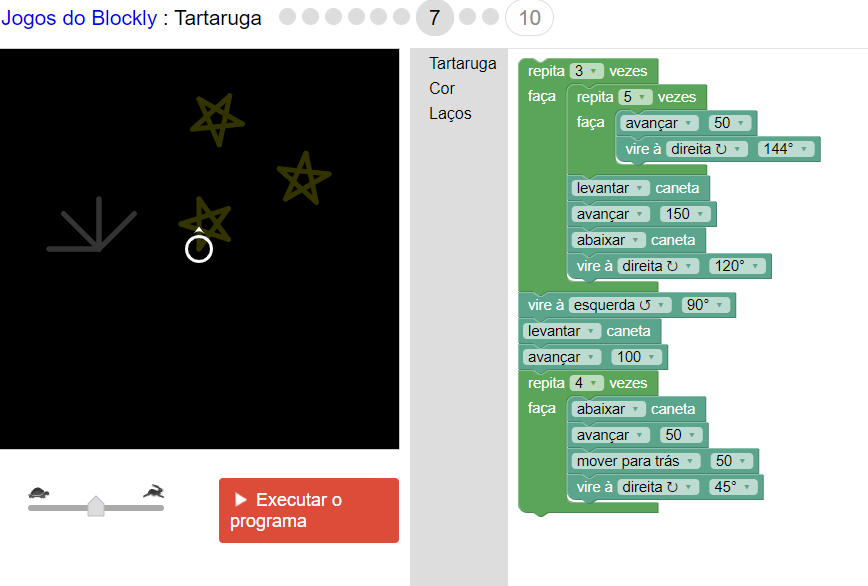 Jogos do Blockly : Tartaruga 7 10
Tartaruga
Cor
Laços
repita 3 vezes
faça repita 5 vezes
faça avançar 50
vire à direita ↻ 144°
levantar caneta
avançar 150
abaixar caneta
vire à direita ↻ 120°
vire à esquerda ↺ 90°
levantar caneta
avançar 100
repita 4 vezes
faça abaixar caneta
avançar 50
mover para trás 50
vire à direita ↻ 45°
Executar o
programa